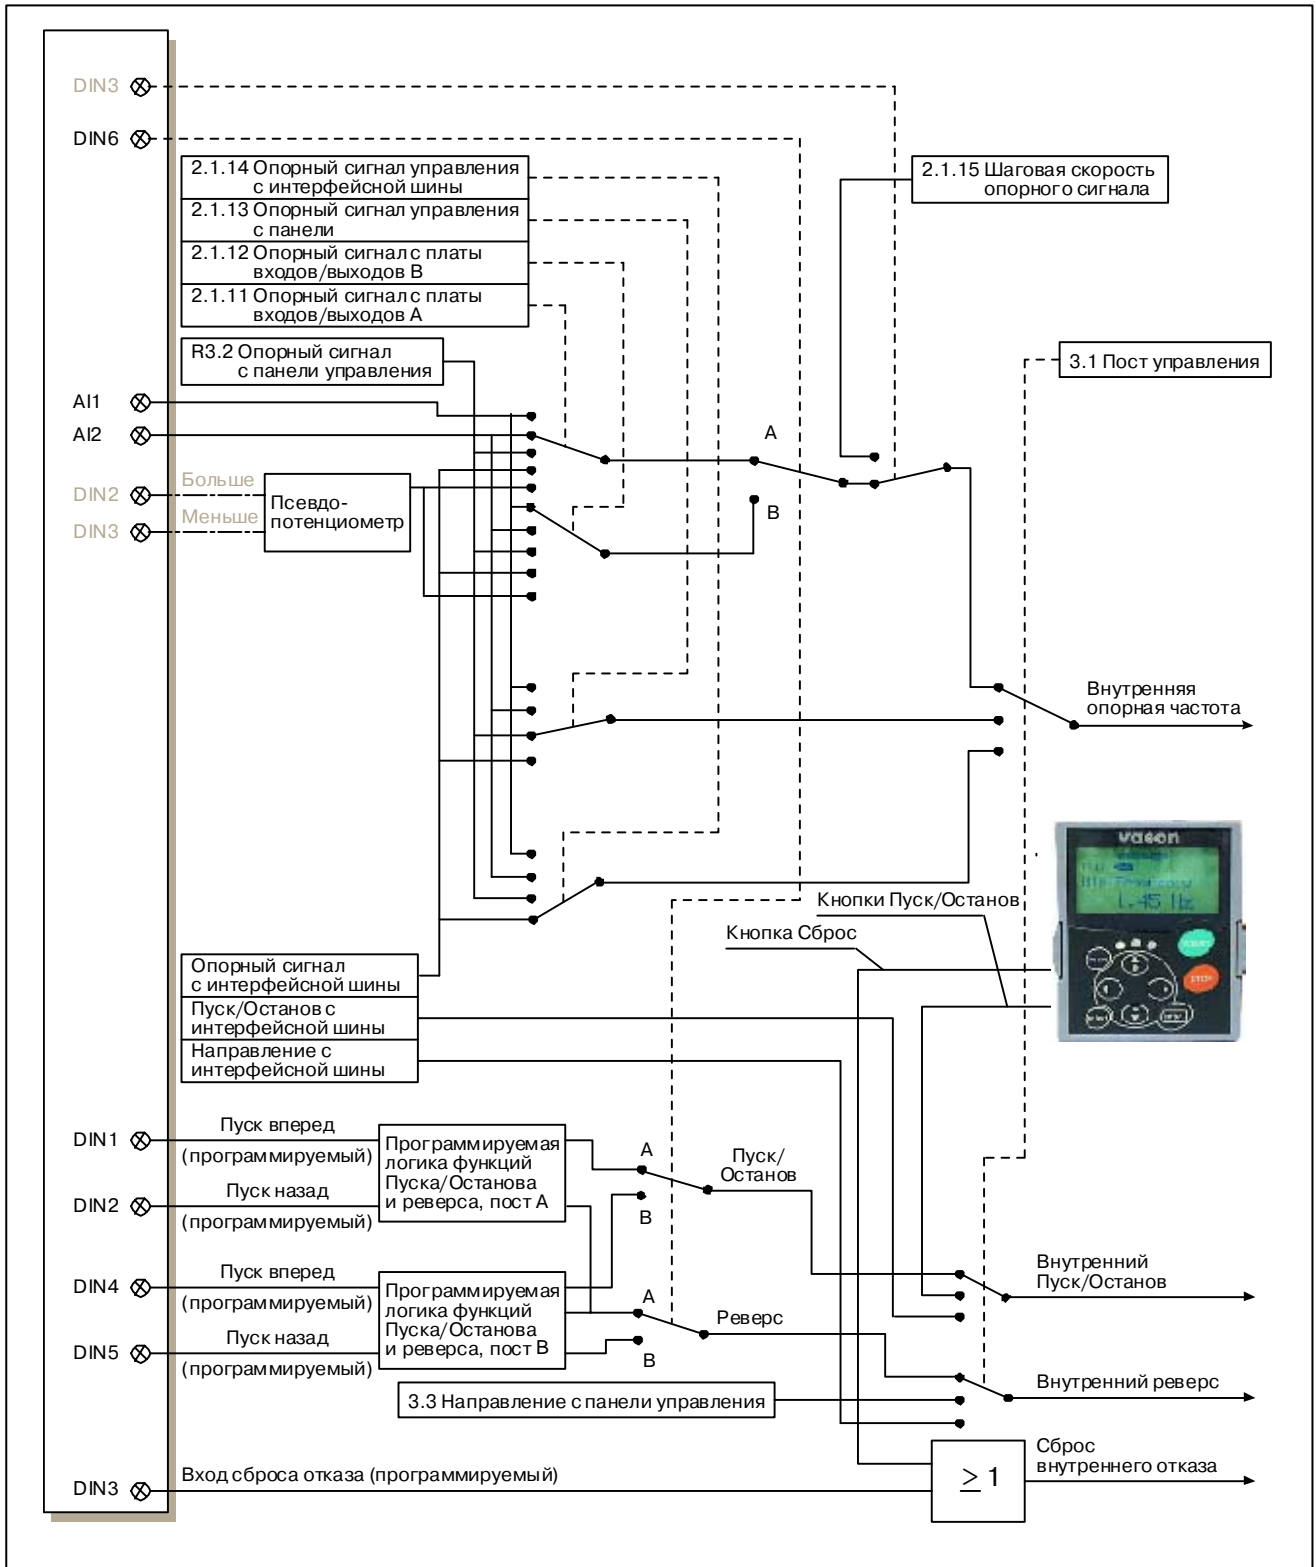 DIN3
DIN6
2.1.14 Опорный сигнал управления
с интерфейсной шины
2.1.13 Опорный сигнал управления
с панели
2.1.12 Опорный сигнал с платы
входов/выходов В
2.1.11 Опорный сигнал с платы
входов/выходов А
2.1.15 Шаговая скорость
опорного сигнала
R3.2 Опорный сигнал
с панели управления
3.1 Пост управления
AI1
AI2
A
B
DIN2
Больше
DIN3
Меньше
Псевдо-
потенциометр
Внутренняя
опорная частота
vacon
1.45 Hz
STOP
Кнопки Пуск/Останов
Кнопка Сброс
Опорный сигнал
с интерфейсной шины
Пуск/Останов с
интерфейсной шины
Направление с
интерфейсной шины
DIN1
Пуск вперед
(программируемый)
DIN2
Пуск назад
(программируемый)
Программируемая
логика функций
Пуска/Останова
и реверса, пост А
A
B
Пуск/
Останов
DIN4
Пуск вперед
(программируемый)
DIN5
Пуск назад
(программируемый)
Программируемая
логика функций
Пуска/Останова
и реверса, пост В
A
B
Реверс
Внутренний
Пуск/Останов
3.3 Направление с панели управления
Внутренний реверс
DIN3
Вход сброса отказа (программируемый)
≥ 1
Сброс
внутреннего отказа